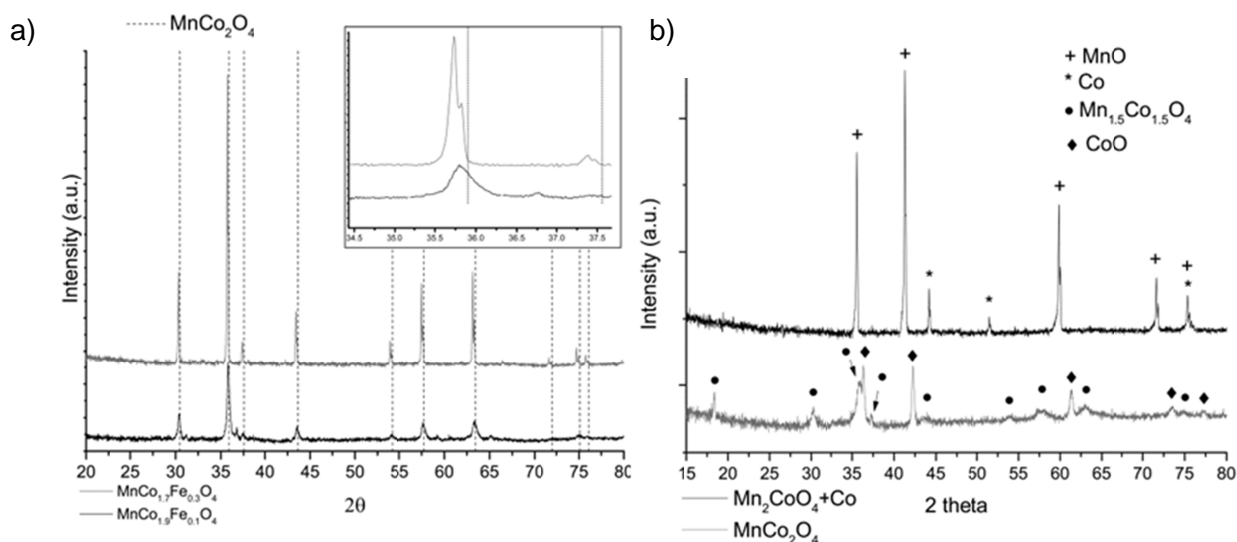 a)
MnCo₂O₄
34.5 35.0 35.5 36.0 36.5 37.0 37.5
Intensity (a.u.)
20 25 30 35 40 45 50 55 60 65 70 75 80
2θ
MnCo₁.₇Fe₀.₃O₄
MnCo₁.₉Fe₀.₁O₄
b)
+ MnO
* Co
● Mn₁.₅Co₁.₅O₄
◆ CoO
Intensity (a.u.)
15 20 25 30 35 40 45 50 55 60 65 70 75 80
2 theta
Mn₂CoO₄+Co
MnCo₂O₄